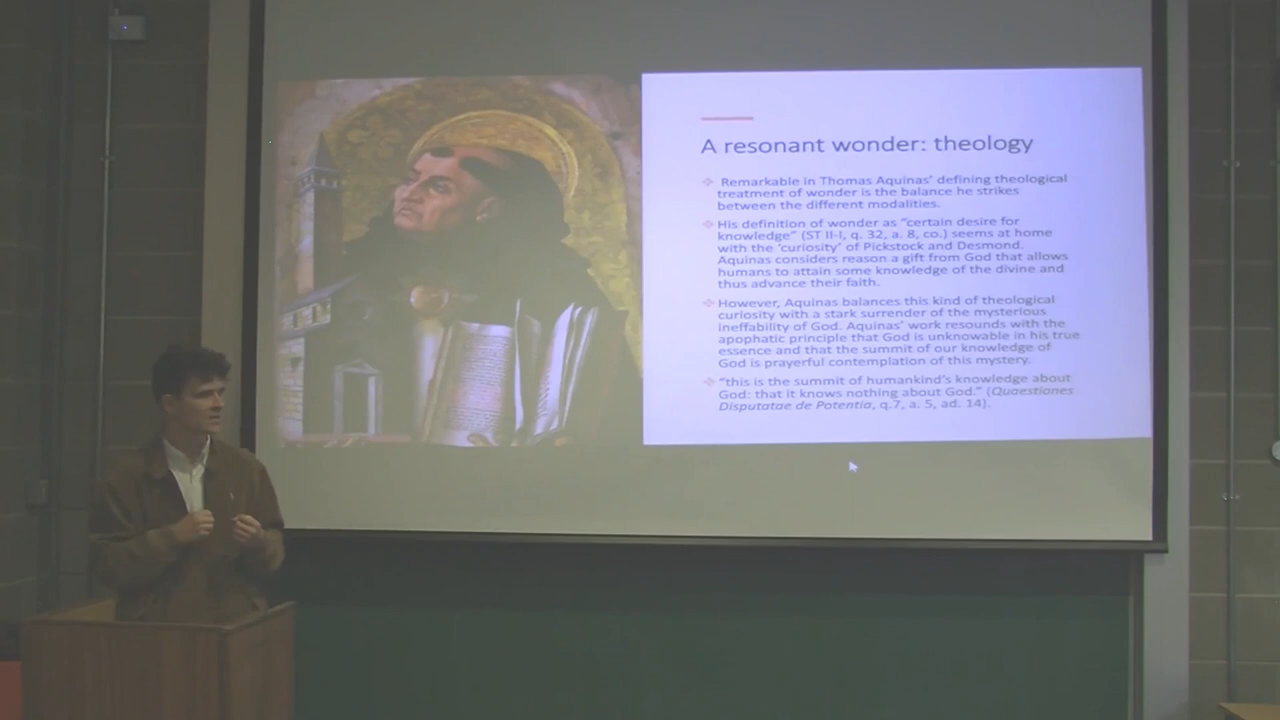 A resonant wonder: theology
Remarkable in Thomas Aquinas’ defining theological
treatment of wonder is the balance he strikes
between the different modalities.
His definition of wonder as “certain desire for
knowledge” (ST II-I, q. 32, a. 8, co.) seems at home
with the ‘curiosity’ of Pickstock and Desmond.
Aquinas considers reason a gift from God that allows
humans to attain some knowledge of the divine and
thus advance their faith.
However, Aquinas balances this kind of theological
curiosity with a stark surrender of the mysterious
ineffability of God. Aquinas’ work resounds with the
apophatic principle that God is unknowable in his true
essence and that the summit of our knowledge of
God is prayerful contemplation of this mystery.
“this is the summit of humankind’s knowledge about
God: that it knows nothing about God.” (Quaestiones
Disputatae de Potentia, q.7, a. 5, ad. 14).